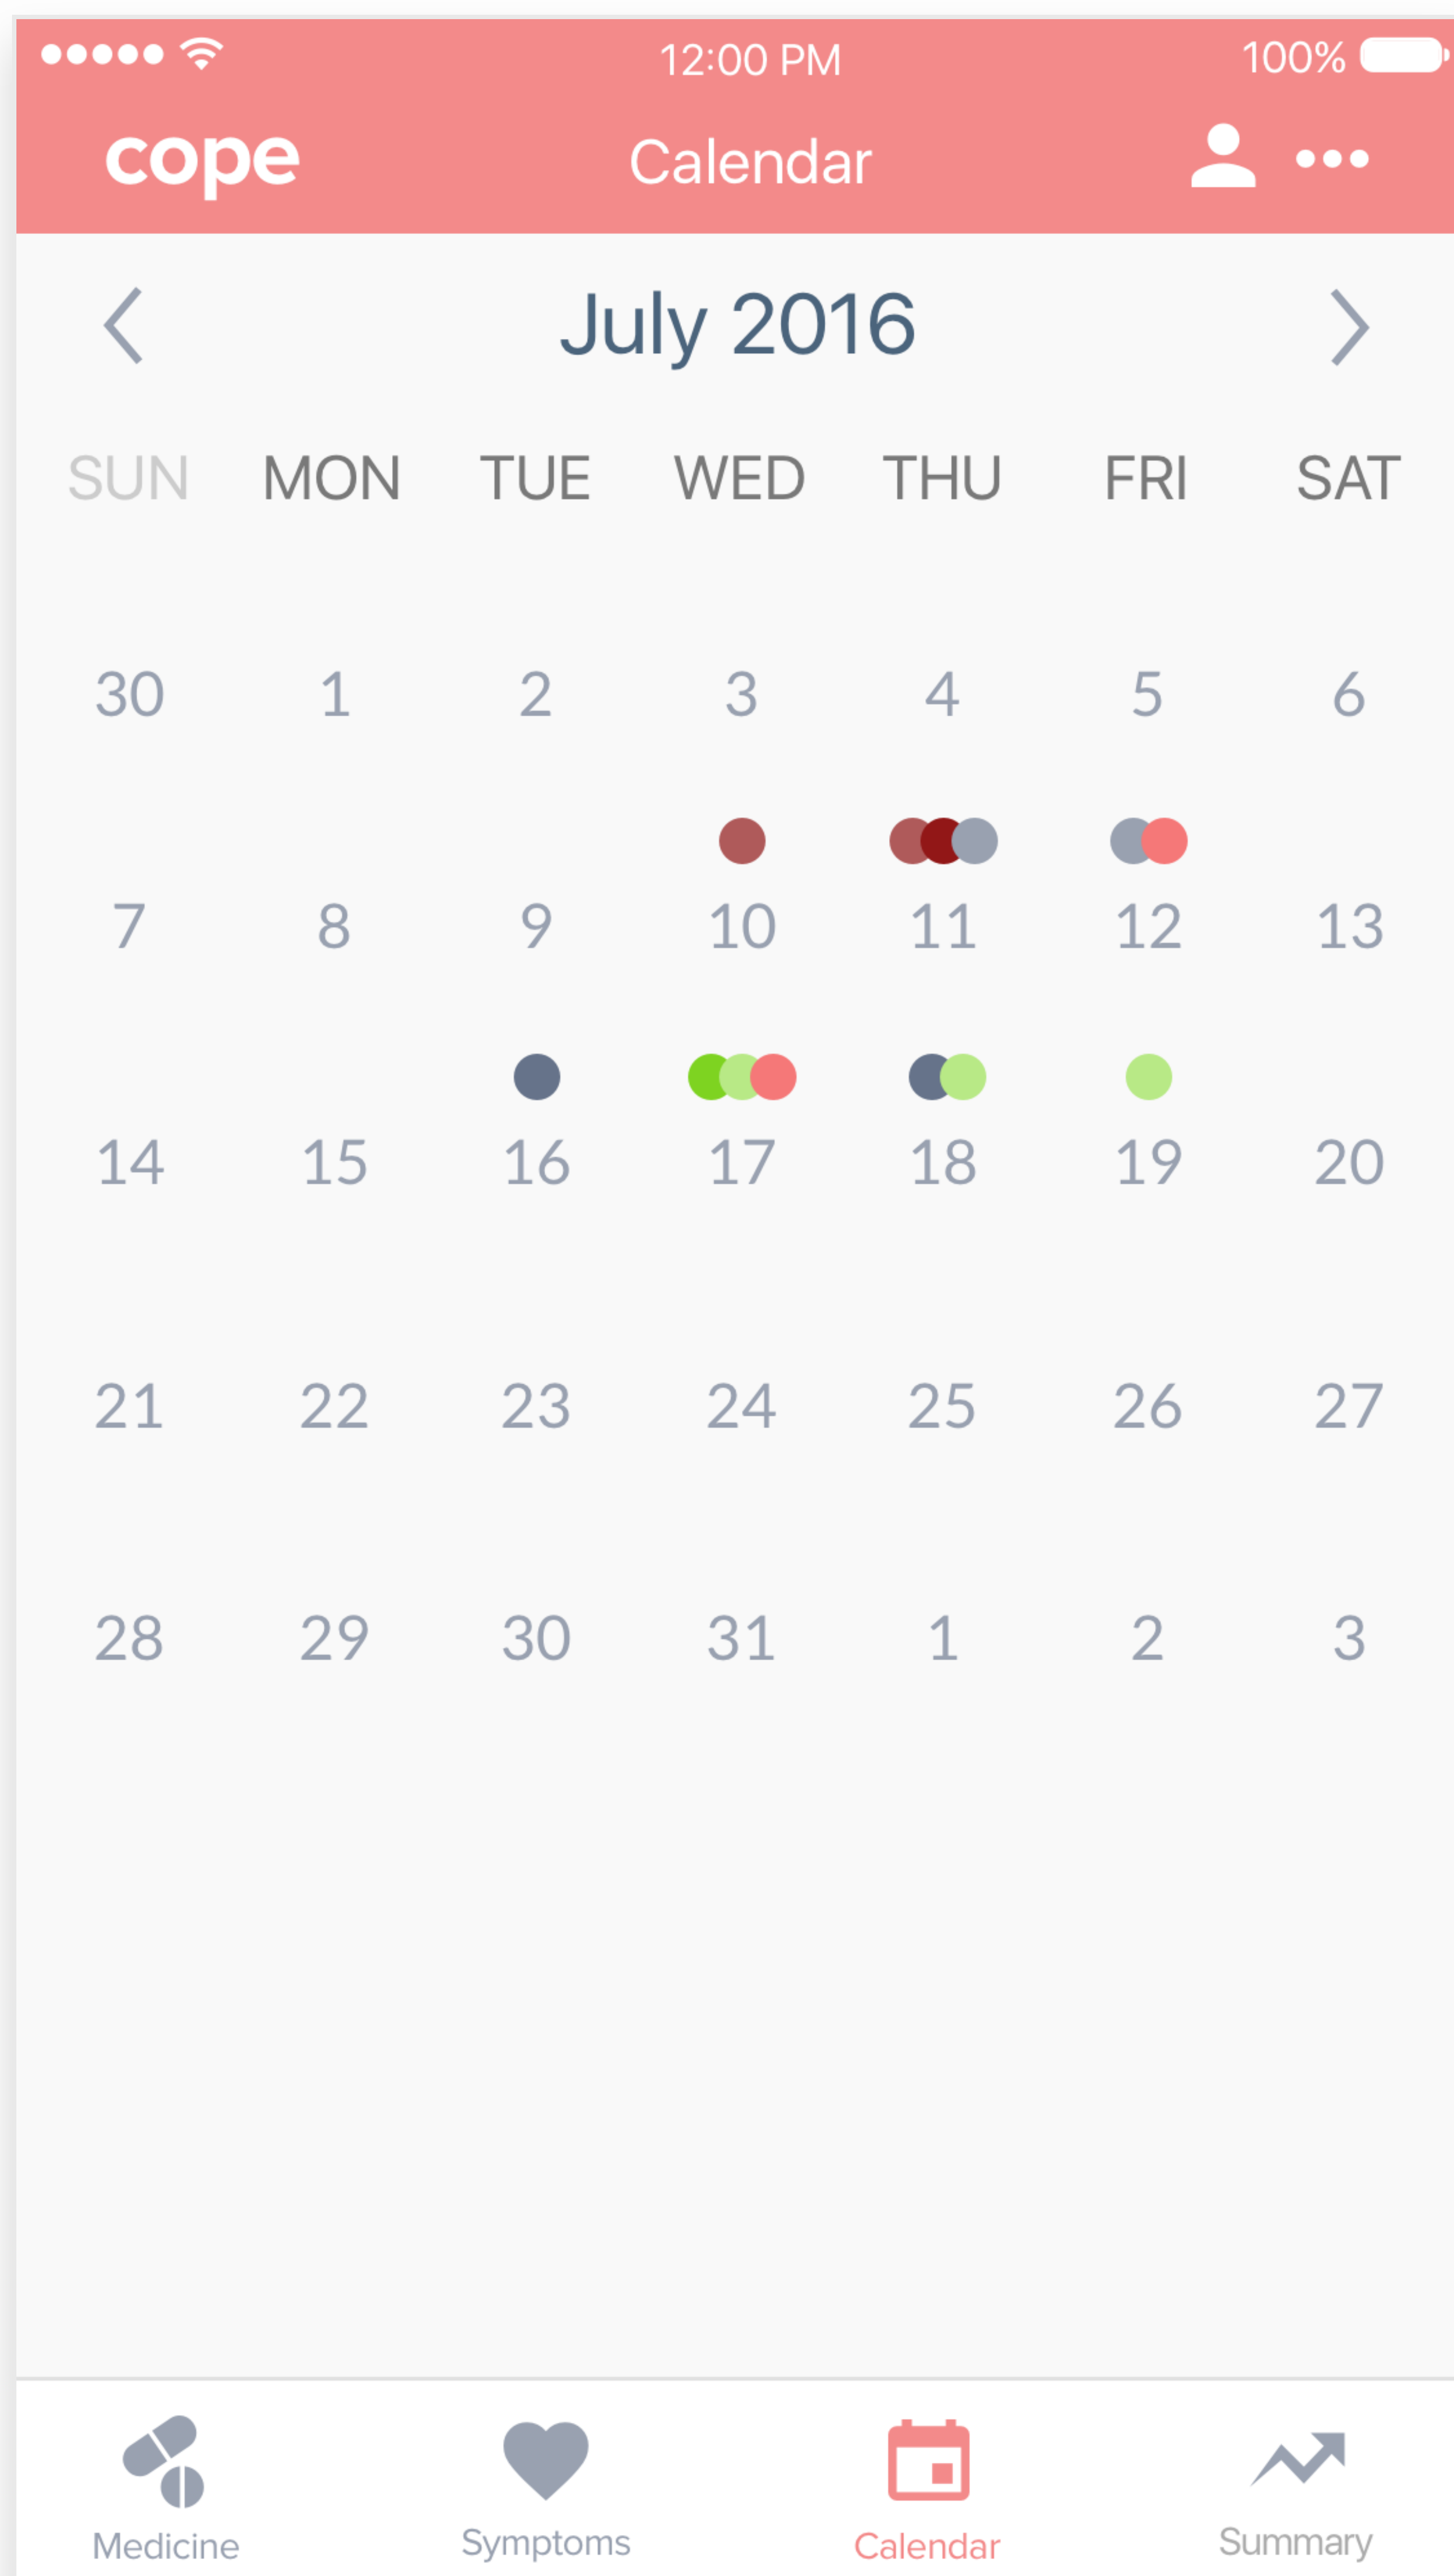 12:00 PM 100%
cope Calendar
July 2016
SUN MON TUE WED THU FRI SAT
30 1 2 3 4 5 6
7 8 9 10 11 12 13
14 15 16 17 18 19 20
21 22 23 24 25 26 27
28 29 30 31 1 2 3
Medicine Symptoms Calendar Summary